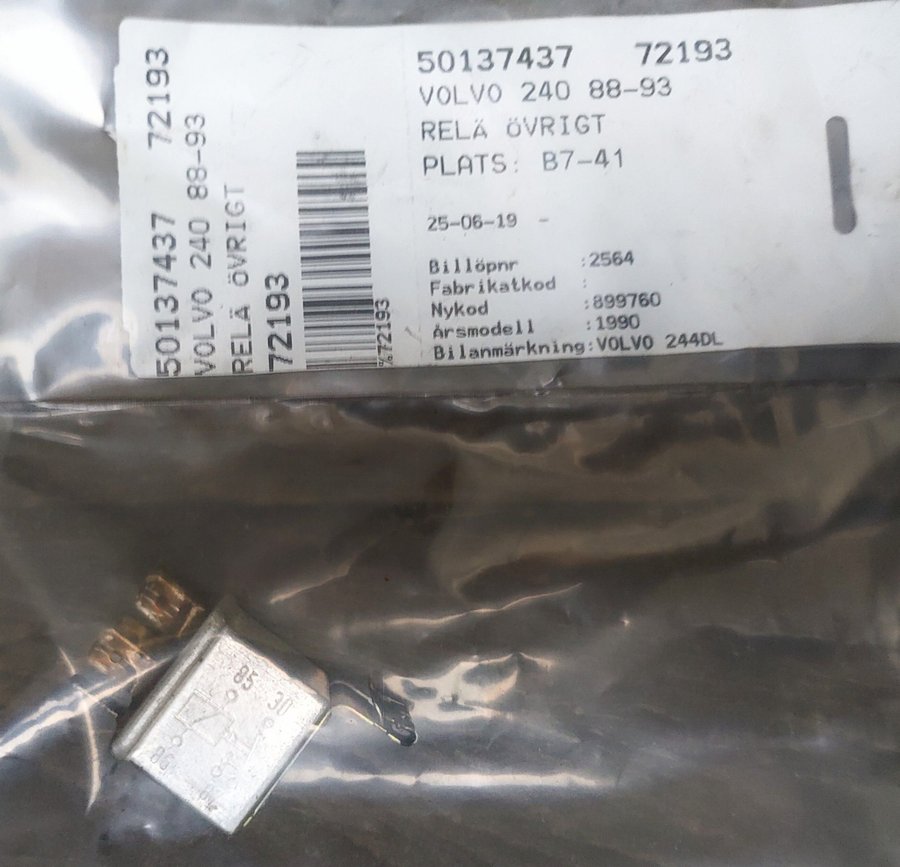 50137437 72193
VOLVO 240 88-93
RELÄ ÖVRIGT
PLATS: B7-41
25-06-19 -
Billöpnr :2564
Fabrikatkod :
Nykod :899760
Årsmodell :1990
Bilanmärkning:VOLVO 244DL
50137437 72193
VOLVO 240 88-93
RELÄ ÖVRIGT
72193
%72193
85 30
86